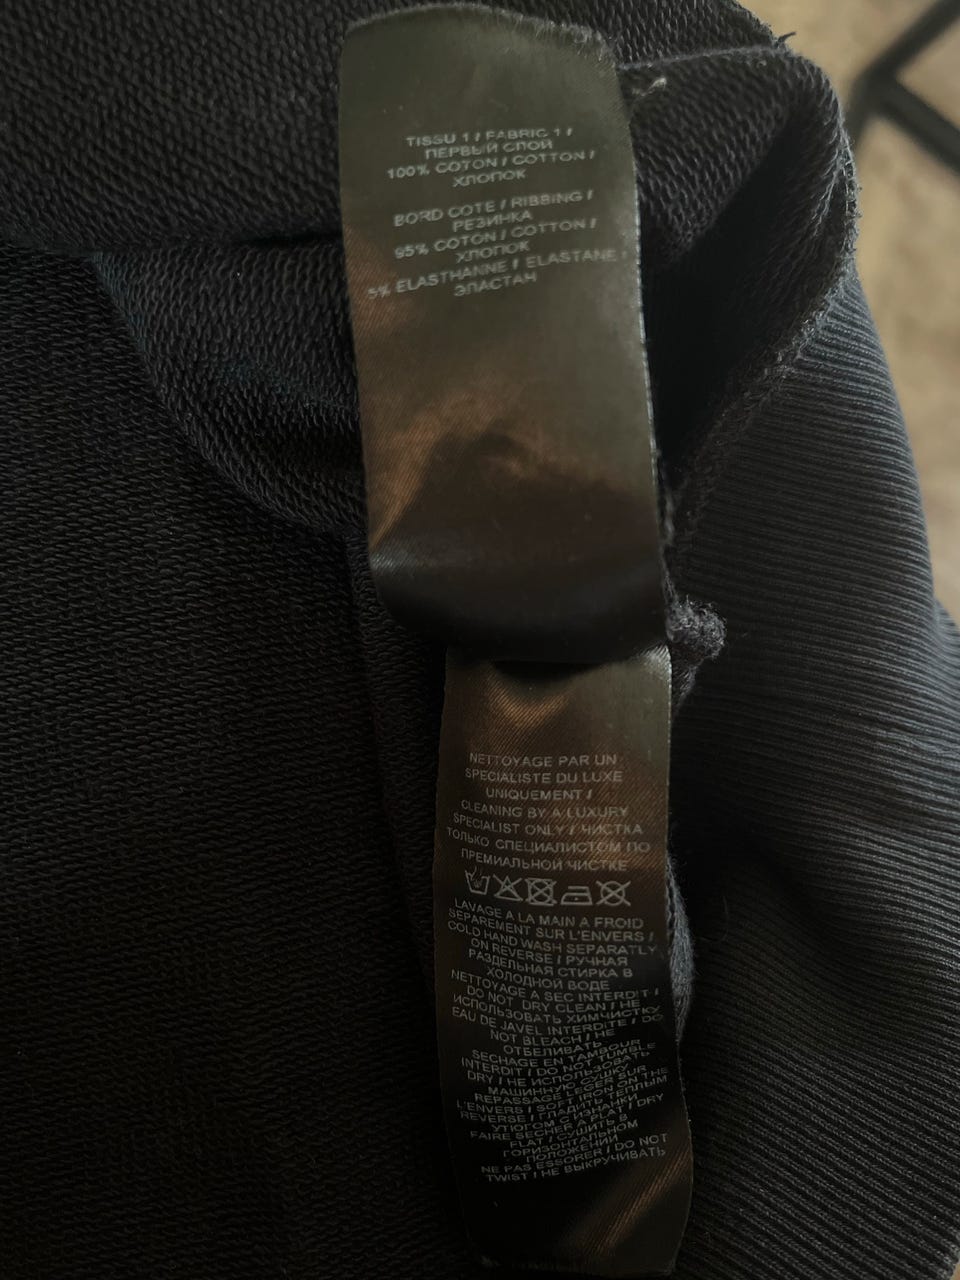 TISSU 1 / FABRIC 1 /
ПЕРВЫЙ СЛОЙ
100% COTON / COTTON /
ХЛОПОК
BORD COTE / RIBBING /
РЕЗИНКА
95% COTON / COTTON /
ХЛОПОК
5% ELASTHANNE / ELASTANE /
ЭЛАСТАН
NETTOYAGE PAR UN
SPECIALISTE DU LUXE
UNIQUEMENT /
CLEANING BY A LUXURY
SPECIALIST ONLY / ЧИСТКА
ТОЛЬКО СПЕЦИАЛИСТОМ ПО
ПРЕМИАЛЬНОЙ ЧИСТКЕ
LAVAGE A LA MAIN A FROID
SEPAREMENT SUR L'ENVERS /
COLD HAND WASH SEPARATLY
ON REVERSE / РУЧНАЯ
РАЗДЕЛЬНАЯ СТИРКА В
ХОЛОДНОЙ ВОДЕ
NETTOYAGE A SEC INTERDIT /
DO NOT DRY CLEAN / НЕ
ИСПОЛЬЗОВАТЬ ХИМЧИСТКУ
EAU DE JAVEL INTERDITE / DO
NOT BLEACH / НЕ
ОТБЕЛИВАТЬ
SECHAGE EN TAMBOUR
INTERDIT / DO NOT TUMBLE
DRY / НЕ ИСПОЛЬЗОВАТЬ
МАШИННУЮ СУШКУ
REPASSAGE LEGER SUR
L'ENVERS / SOFT IRON ON THE
REVERSE / ГЛАДИТЬ ТЕПЛЫМ
УТЮГОМ С ИЗНАНКИ
FAIRE SECHER A PLAT / DRY
FLAT / СУШИТЬ В
ГОРИЗОНТАЛЬНОМ
ПОЛОЖЕНИИ
NE PAS ESSORER / DO NOT
TWIST / НЕ ВЫКРУЧИВАТЬ